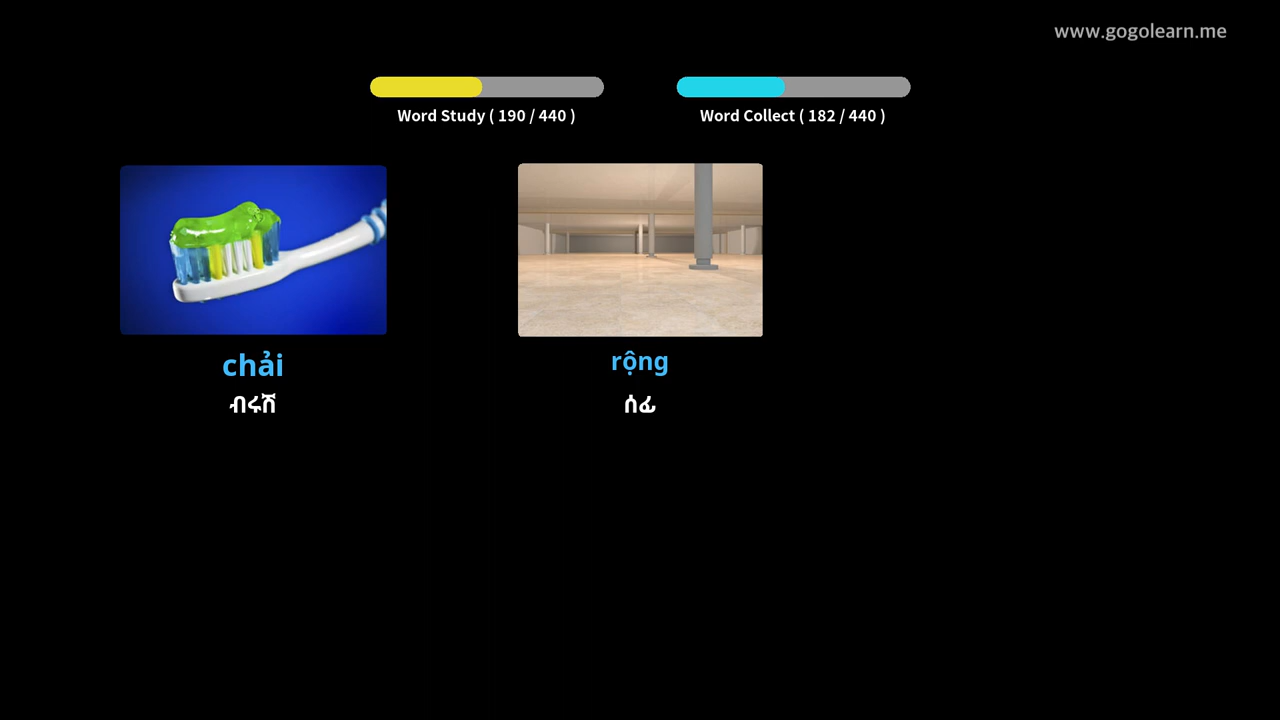 www.gogolearn.me
Word Study ( 190 / 440 )
Word Collect ( 182 / 440 )
chải
ብሩሽ
rộng
ሰፊ